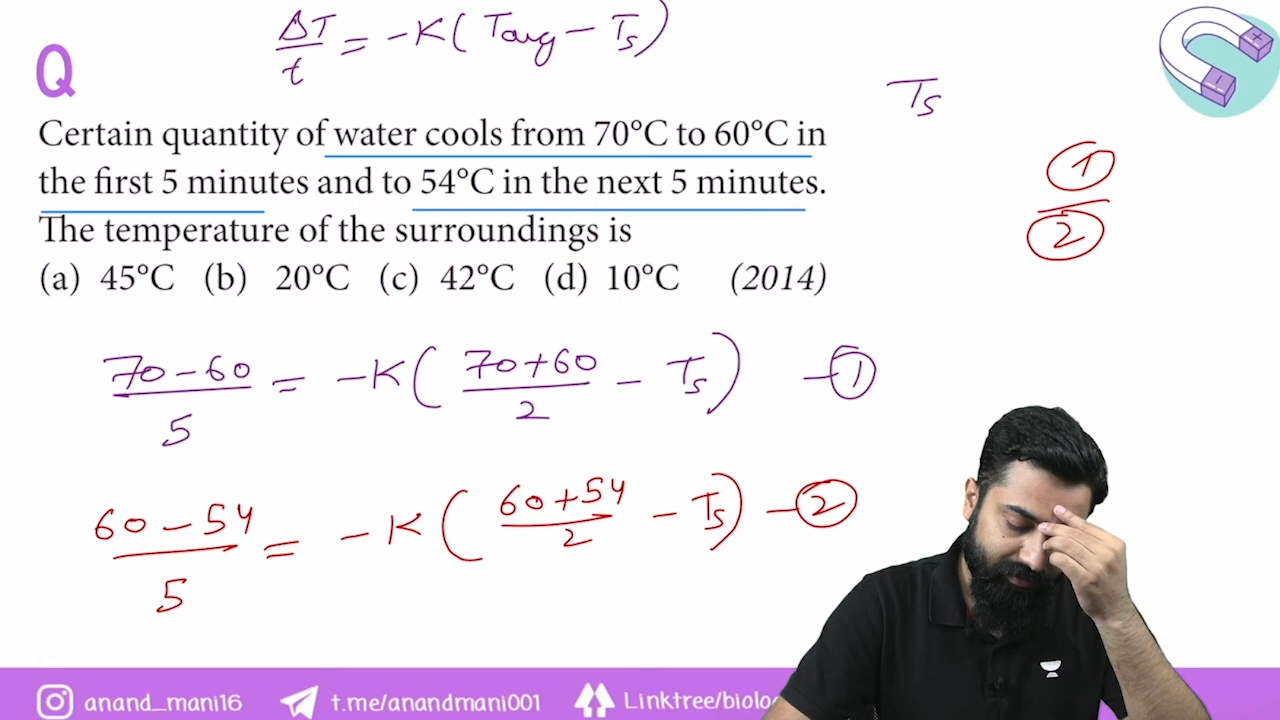 ΔT/t = -K(Tavg - Ts)
Q
Ts
Certain quantity of water cools from 70°C to 60°C in
the first 5 minutes and to 54°C in the next 5 minutes.
The temperature of the surroundings is
(a) 45°C (b) 20°C (c) 42°C (d) 10°C (2014)
①/②
(70-60)/5 = -K((70+60)/2 - Ts) -①
(60-54)/5 = -K((60+54)/2 - Ts) -②
anand_mani16 t.me/anandmani001 Linktree/biolo